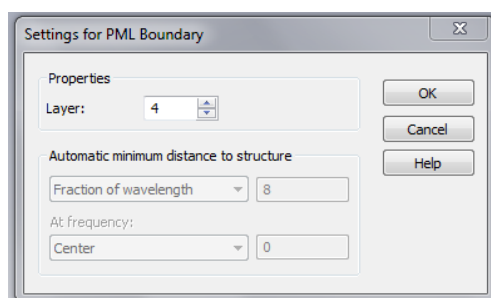 Settings for PML Boundary
Properties
Layer: 4
OK
Cancel
Help
Automatic minimum distance to structure
Fraction of wavelength 8
At frequency:
Center 0